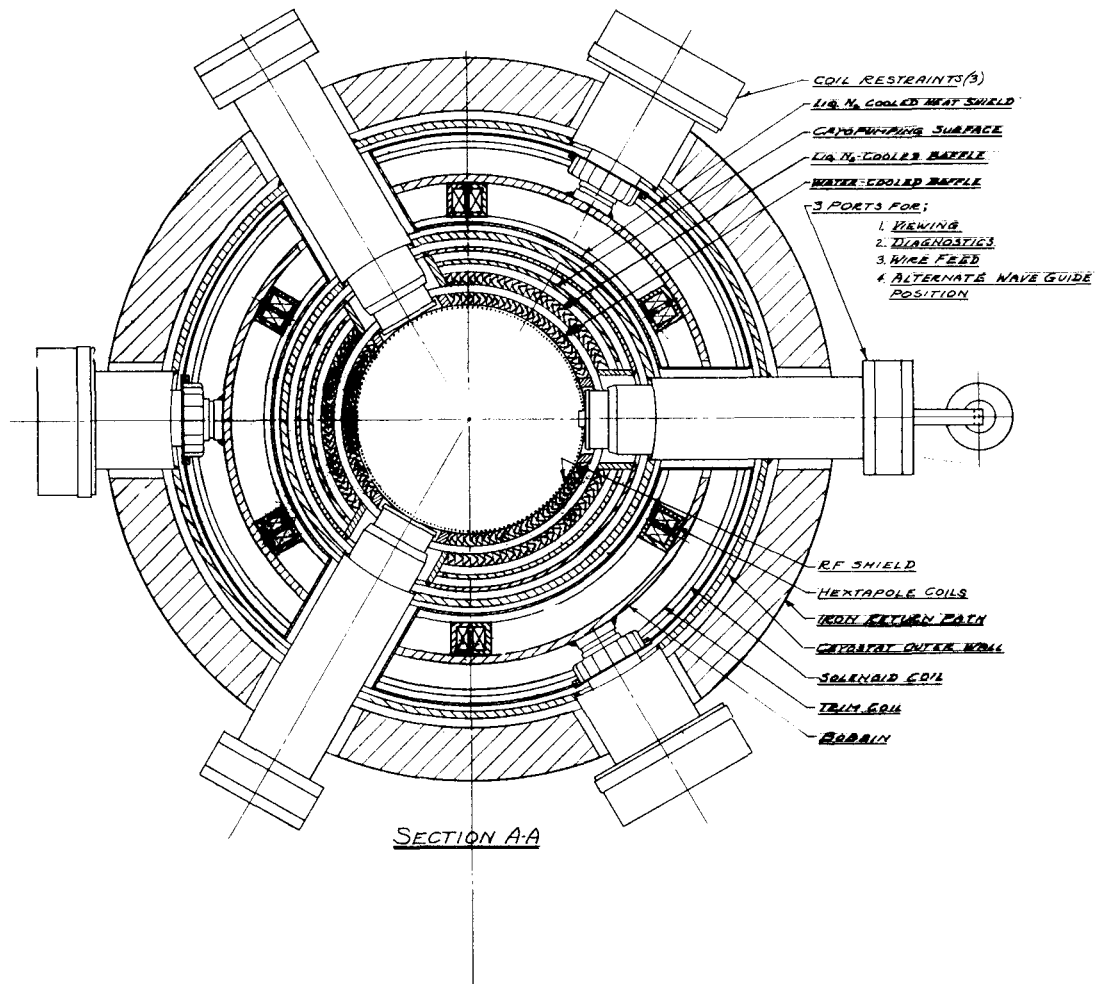 COIL RESTRAINTS (3)
LIQ N₂ COOLED HEAT SHIELD
CRYOPUMPING SURFACE
LIQ N₂-COOLED BAFFLE
WATER-COOLED BAFFLE
3 PORTS FOR;
1. VIEWING
2. DIAGNOSTICS
3. WIRE FEED
4. ALTERNATE WAVE GUIDE
POSITION
RF SHIELD
HEXTAPOLE COILS
IRON RETURN PATH
CRYOSTAT OUTER WALL
SOLENOID COIL
TRIM COIL
BOBBIN
SECTION A-A